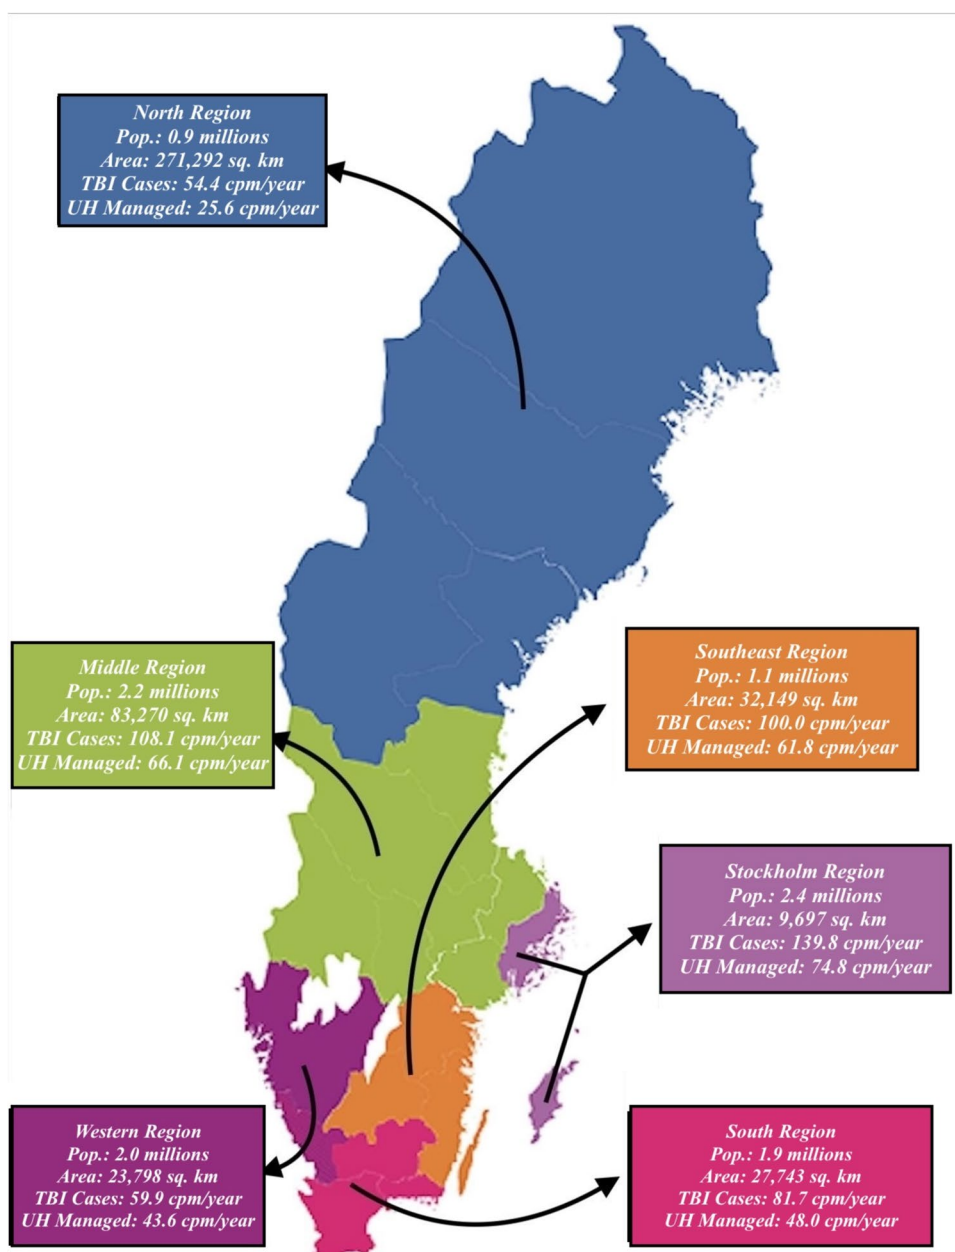 North Region
Pop.: 0.9 millions
Area: 271,292 sq. km
TBI Cases: 54.4 cpm/year
UH Managed: 25.6 cpm/year
Middle Region
Pop.: 2.2 millions
Area: 83,270 sq. km
TBI Cases: 108.1 cpm/year
UH Managed: 66.1 cpm/year
Southeast Region
Pop.: 1.1 millions
Area: 32,149 sq. km
TBI Cases: 100.0 cpm/year
UH Managed: 61.8 cpm/year
Stockholm Region
Pop.: 2.4 millions
Area: 9,697 sq. km
TBI Cases: 139.8 cpm/year
UH Managed: 74.8 cpm/year
Western Region
Pop.: 2.0 millions
Area: 23,798 sq. km
TBI Cases: 59.9 cpm/year
UH Managed: 43.6 cpm/year
South Region
Pop.: 1.9 millions
Area: 27,743 sq. km
TBI Cases: 81.7 cpm/year
UH Managed: 48.0 cpm/year